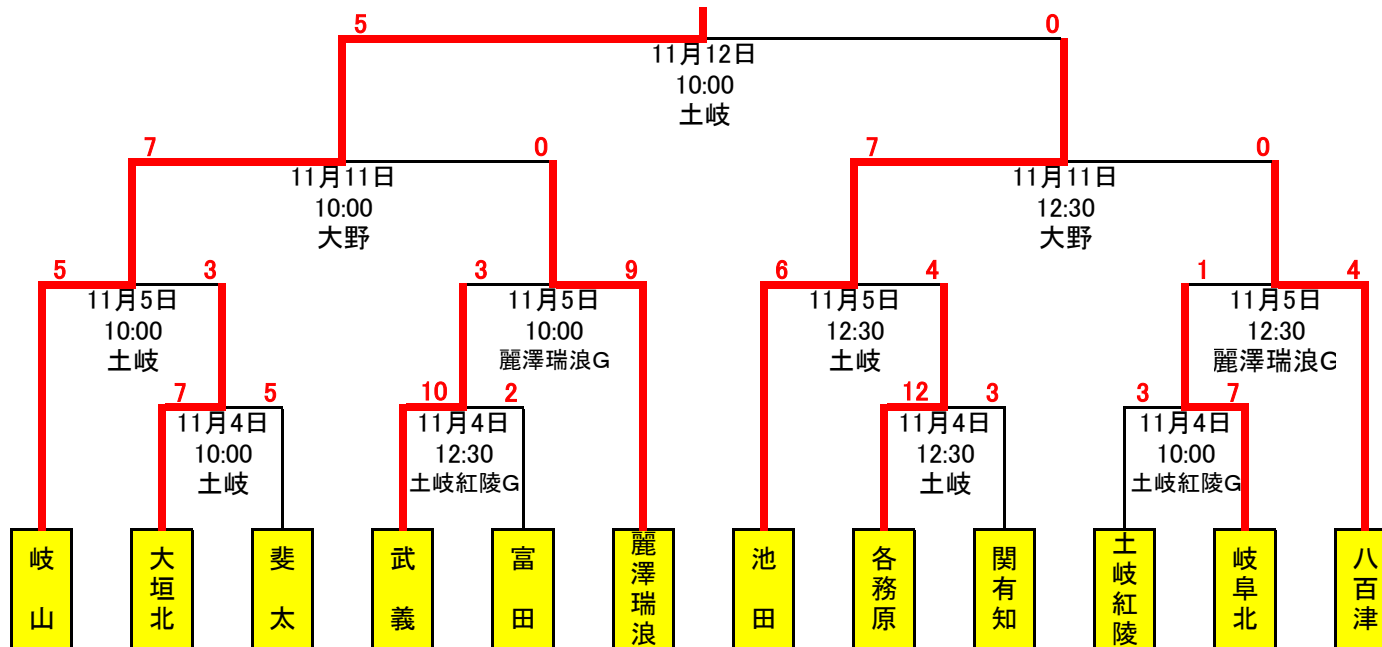 5
0
11月12日
10:00
土岐
7
0
7
0
11月11日
10:00
大野
11月11日
12:30
大野
5
3
3
9
6
4
1
4
11月5日
10:00
土岐
11月5日
10:00
麗澤瑞浪G
11月5日
12:30
土岐
11月5日
12:30
麗澤瑞浪G
7
5
10
2
12
3
3
7
11月4日
10:00
土岐
11月4日
12:30
土岐紅陵G
11月4日
12:30
土岐
11月4日
10:00
土岐紅陵G
岐山
大垣北
斐太
武義
富田
麗澤瑞浪
池田
各務原
関有知
土岐紅陵
岐阜北
八百津